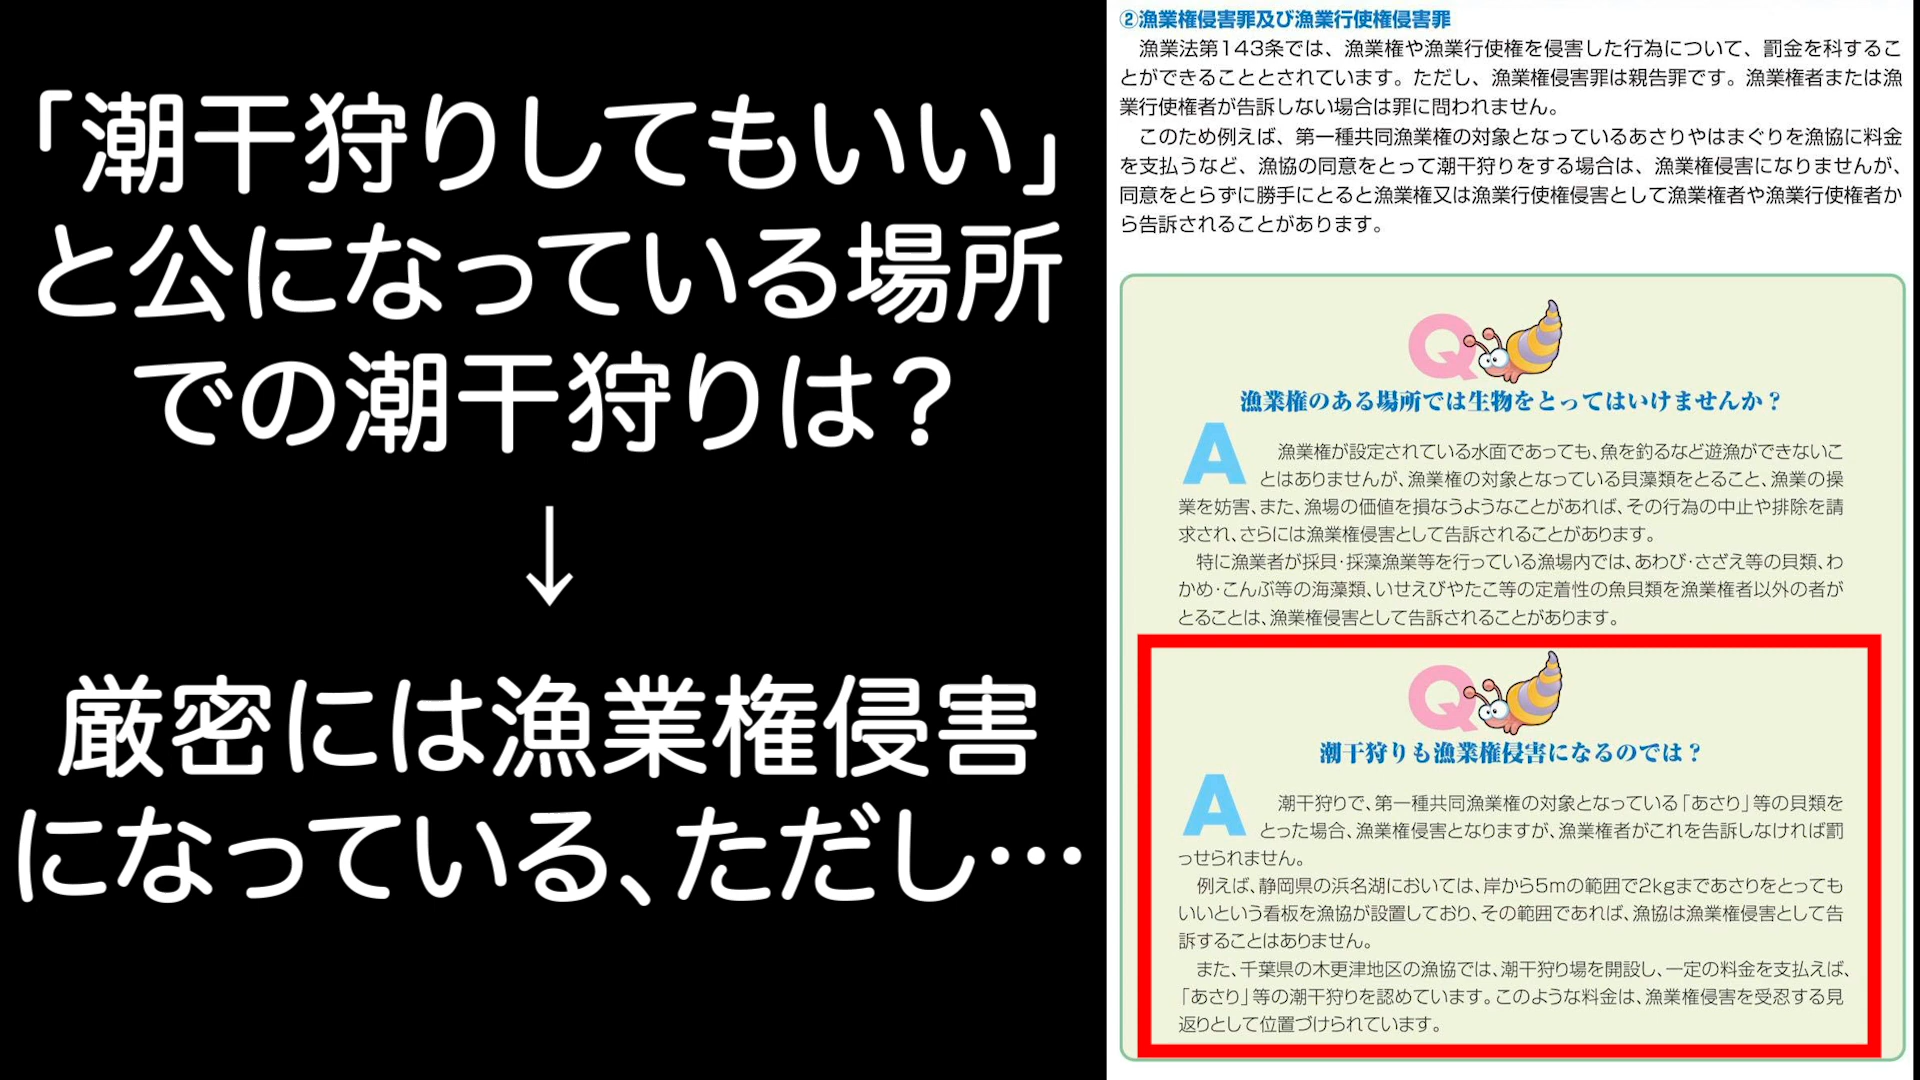 「潮干狩りしてもいい」
と公になっている場所
での潮干狩りは？
↓
厳密には漁業権侵害
になっている、ただし…
②漁業権侵害罪及び漁業行使権侵害罪
漁業法第143条では、漁業権や漁業行使権を侵害した行為について、罰金を科するこ
とができることとされています。ただし、漁業権侵害罪は親告罪です。漁業権者または漁
業行使権者が告訴しない場合は罪に問われません。
このため例えば、第一種共同漁業権の対象となっているあさりやはまぐりを漁協に料金
を支払うなど、漁協の同意をとって潮干狩りをする場合は、漁業権侵害になりませんが、
同意をとらずに勝手にとると漁業権又は漁業行使権侵害として漁業権者や漁業行使権者か
ら告訴されることがあります。
Q
漁業権のある場所では生物をとってはいけませんか？
A
漁業権が設定されている水面であっても、魚を釣るなど遊漁ができないこ
とはありませんが、漁業権の対象となっている貝藻類をとること、漁業の操
業を妨害、また、漁場の価値を損なうようなことがあれば、その行為の中止や排除を請
求され、さらには漁業権侵害として告訴されることがあります。
特に漁業者が採貝・採藻漁業等を行っている漁場内では、あわび・さざえ等の貝類、わ
かめ・こんぶ等の海藻類、いせえびやたこ等の定着性の魚貝類を漁業権者以外の者が
とることは、漁業権侵害として告訴されることがあります。
Q
潮干狩りも漁業権侵害になるのでは？
A
潮干狩りで、第一種共同漁業権の対象となっている「あさり」等の貝類を
とった場合、漁業権侵害となりますが、漁業権者がこれを告訴しなければ罰
っせられません。
例えば、静岡県の浜名湖においては、岸から5mの範囲で2kgまであさりをとっても
いいという看板を漁協が設置しており、その範囲であれば、漁協は漁業権侵害として告
訴することはありません。
また、千葉県の木更津地区の漁協では、潮干狩り場を開設し、一定の料金を支払えば、
「あさり」等の潮干狩りを認めています。このような料金は、漁業権侵害を受忍する見
返りとして位置づけられています。